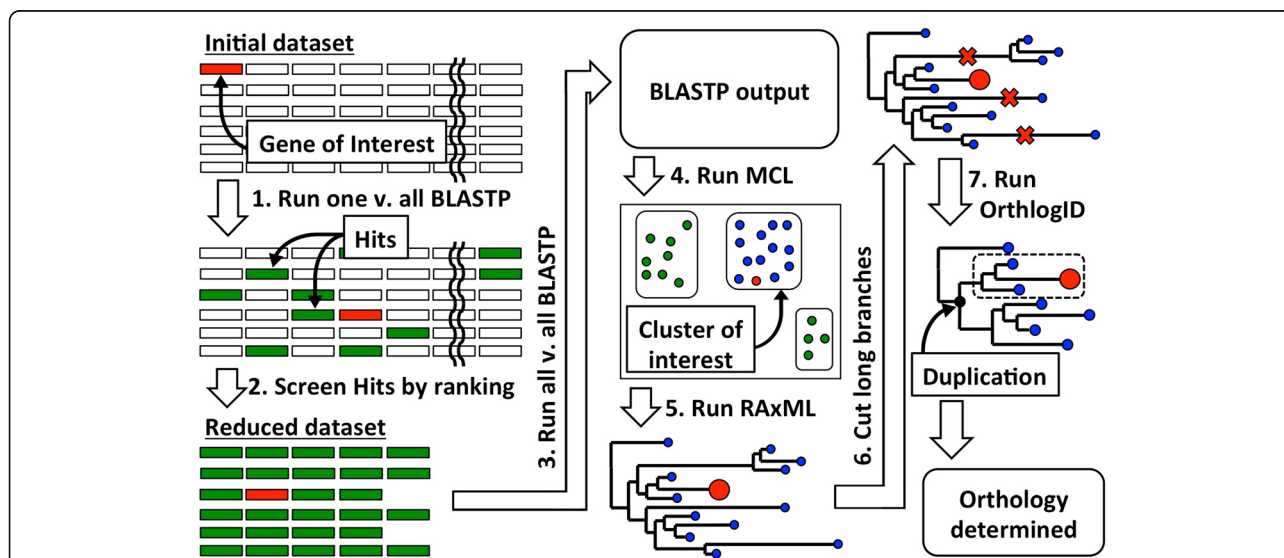 Initial dataset
Gene of Interest
1. Run one v. all BLASTP
Hits
2. Screen Hits by ranking
Reduced dataset
3. Run all v. all BLASTP
BLASTP output
4. Run MCL
Cluster of
interest
5. Run RAxML
6. Cut long branches
7. Run
OrthlogID
Duplication
Orthology
determined